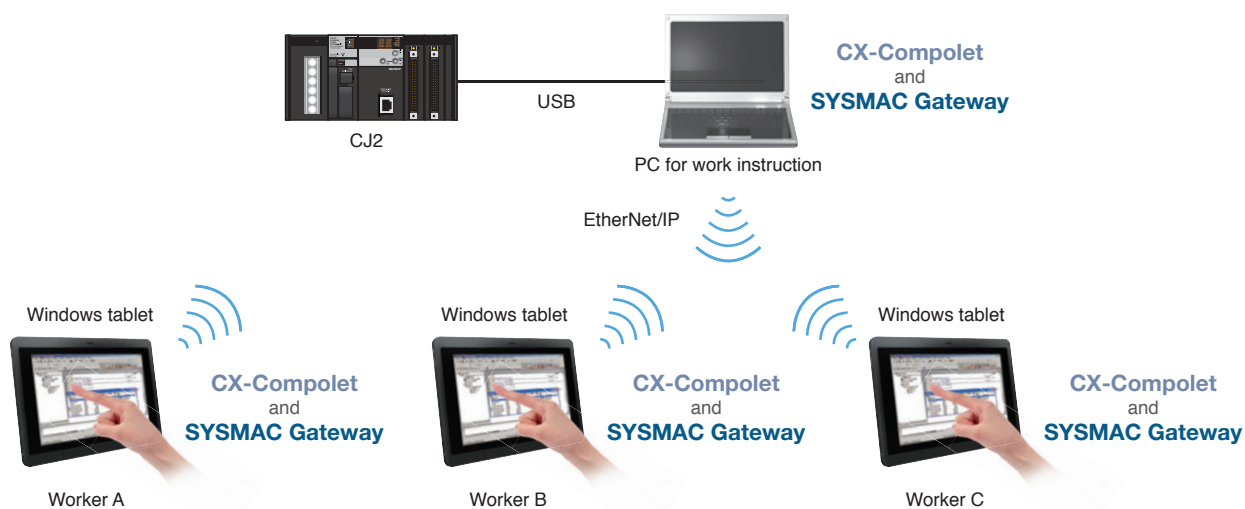 CX-Compolet
and
SYSMAC Gateway
USB
CJ2
PC for work instruction
EtherNet/IP
Windows tablet
Windows tablet
Windows tablet
CX-Compolet
and
SYSMAC Gateway
CX-Compolet
and
SYSMAC Gateway
CX-Compolet
and
SYSMAC Gateway
Worker A
Worker B
Worker C